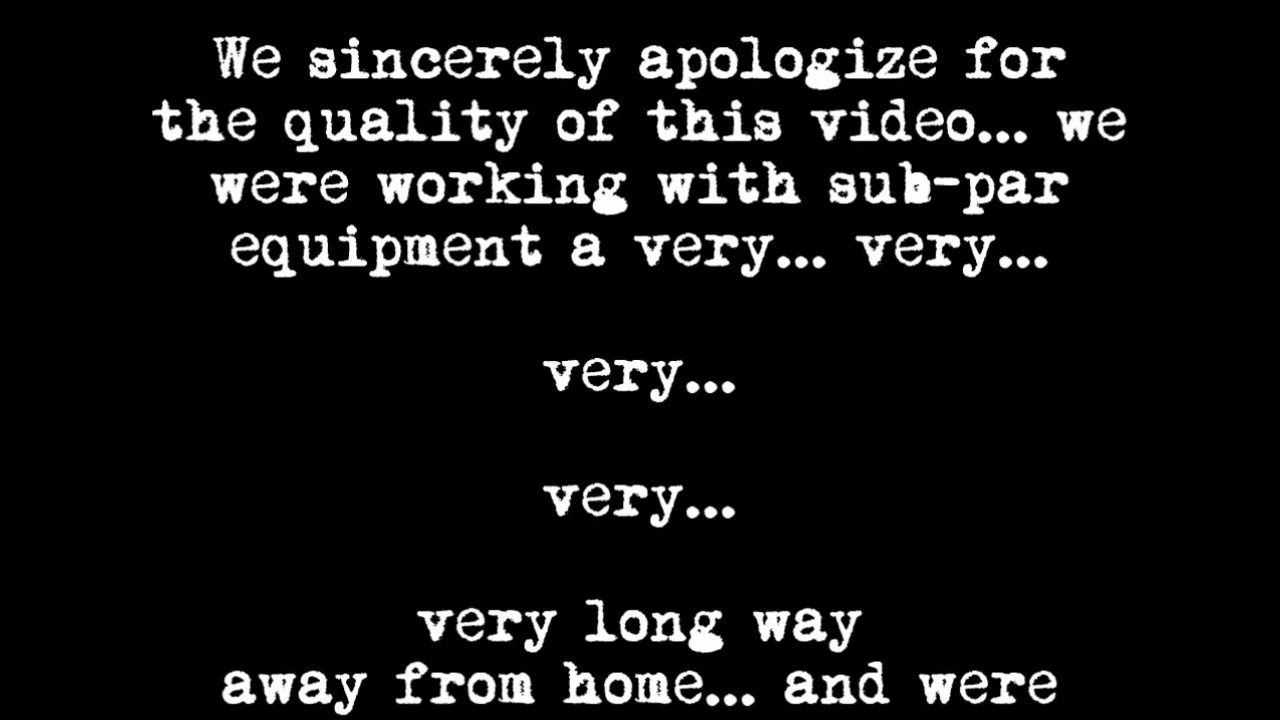 We sincerely apologize for
the quality of this video... we
were working with sub-par
equipment a very... very...
very...
very...
very long way
away from home... and were